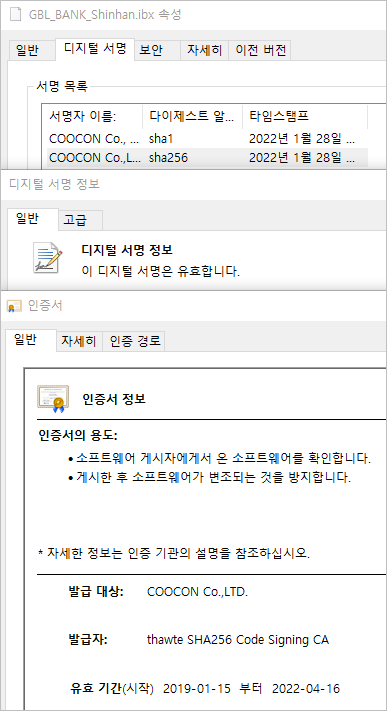 GBL_BANK_Shinhan.ibx 속성
일반 디지털 서명 보안 자세히 이전 버전
서명 목록
서명자 이름: 다이제스트 알... 타임스탬프
COOCON Co., ... sha1 2022년 1월 28일 ...
COOCON Co.,L... sha256 2022년 1월 28일 ...
디지털 서명 정보
일반 고급
디지털 서명 정보
이 디지털 서명은 유효합니다.
인증서
일반 자세히 인증 경로
인증서 정보
인증서의 용도:
• 소프트웨어 게시자에게서 온 소프트웨어를 확인합니다.
• 게시한 후 소프트웨어가 변조되는 것을 방지합니다.
* 자세한 정보는 인증 기관의 설명을 참조하십시오.
발급 대상: COOCON Co.,LTD.
발급자: thawte SHA256 Code Signing CA
유효 기간(시작) 2019-01-15 부터 2022-04-16